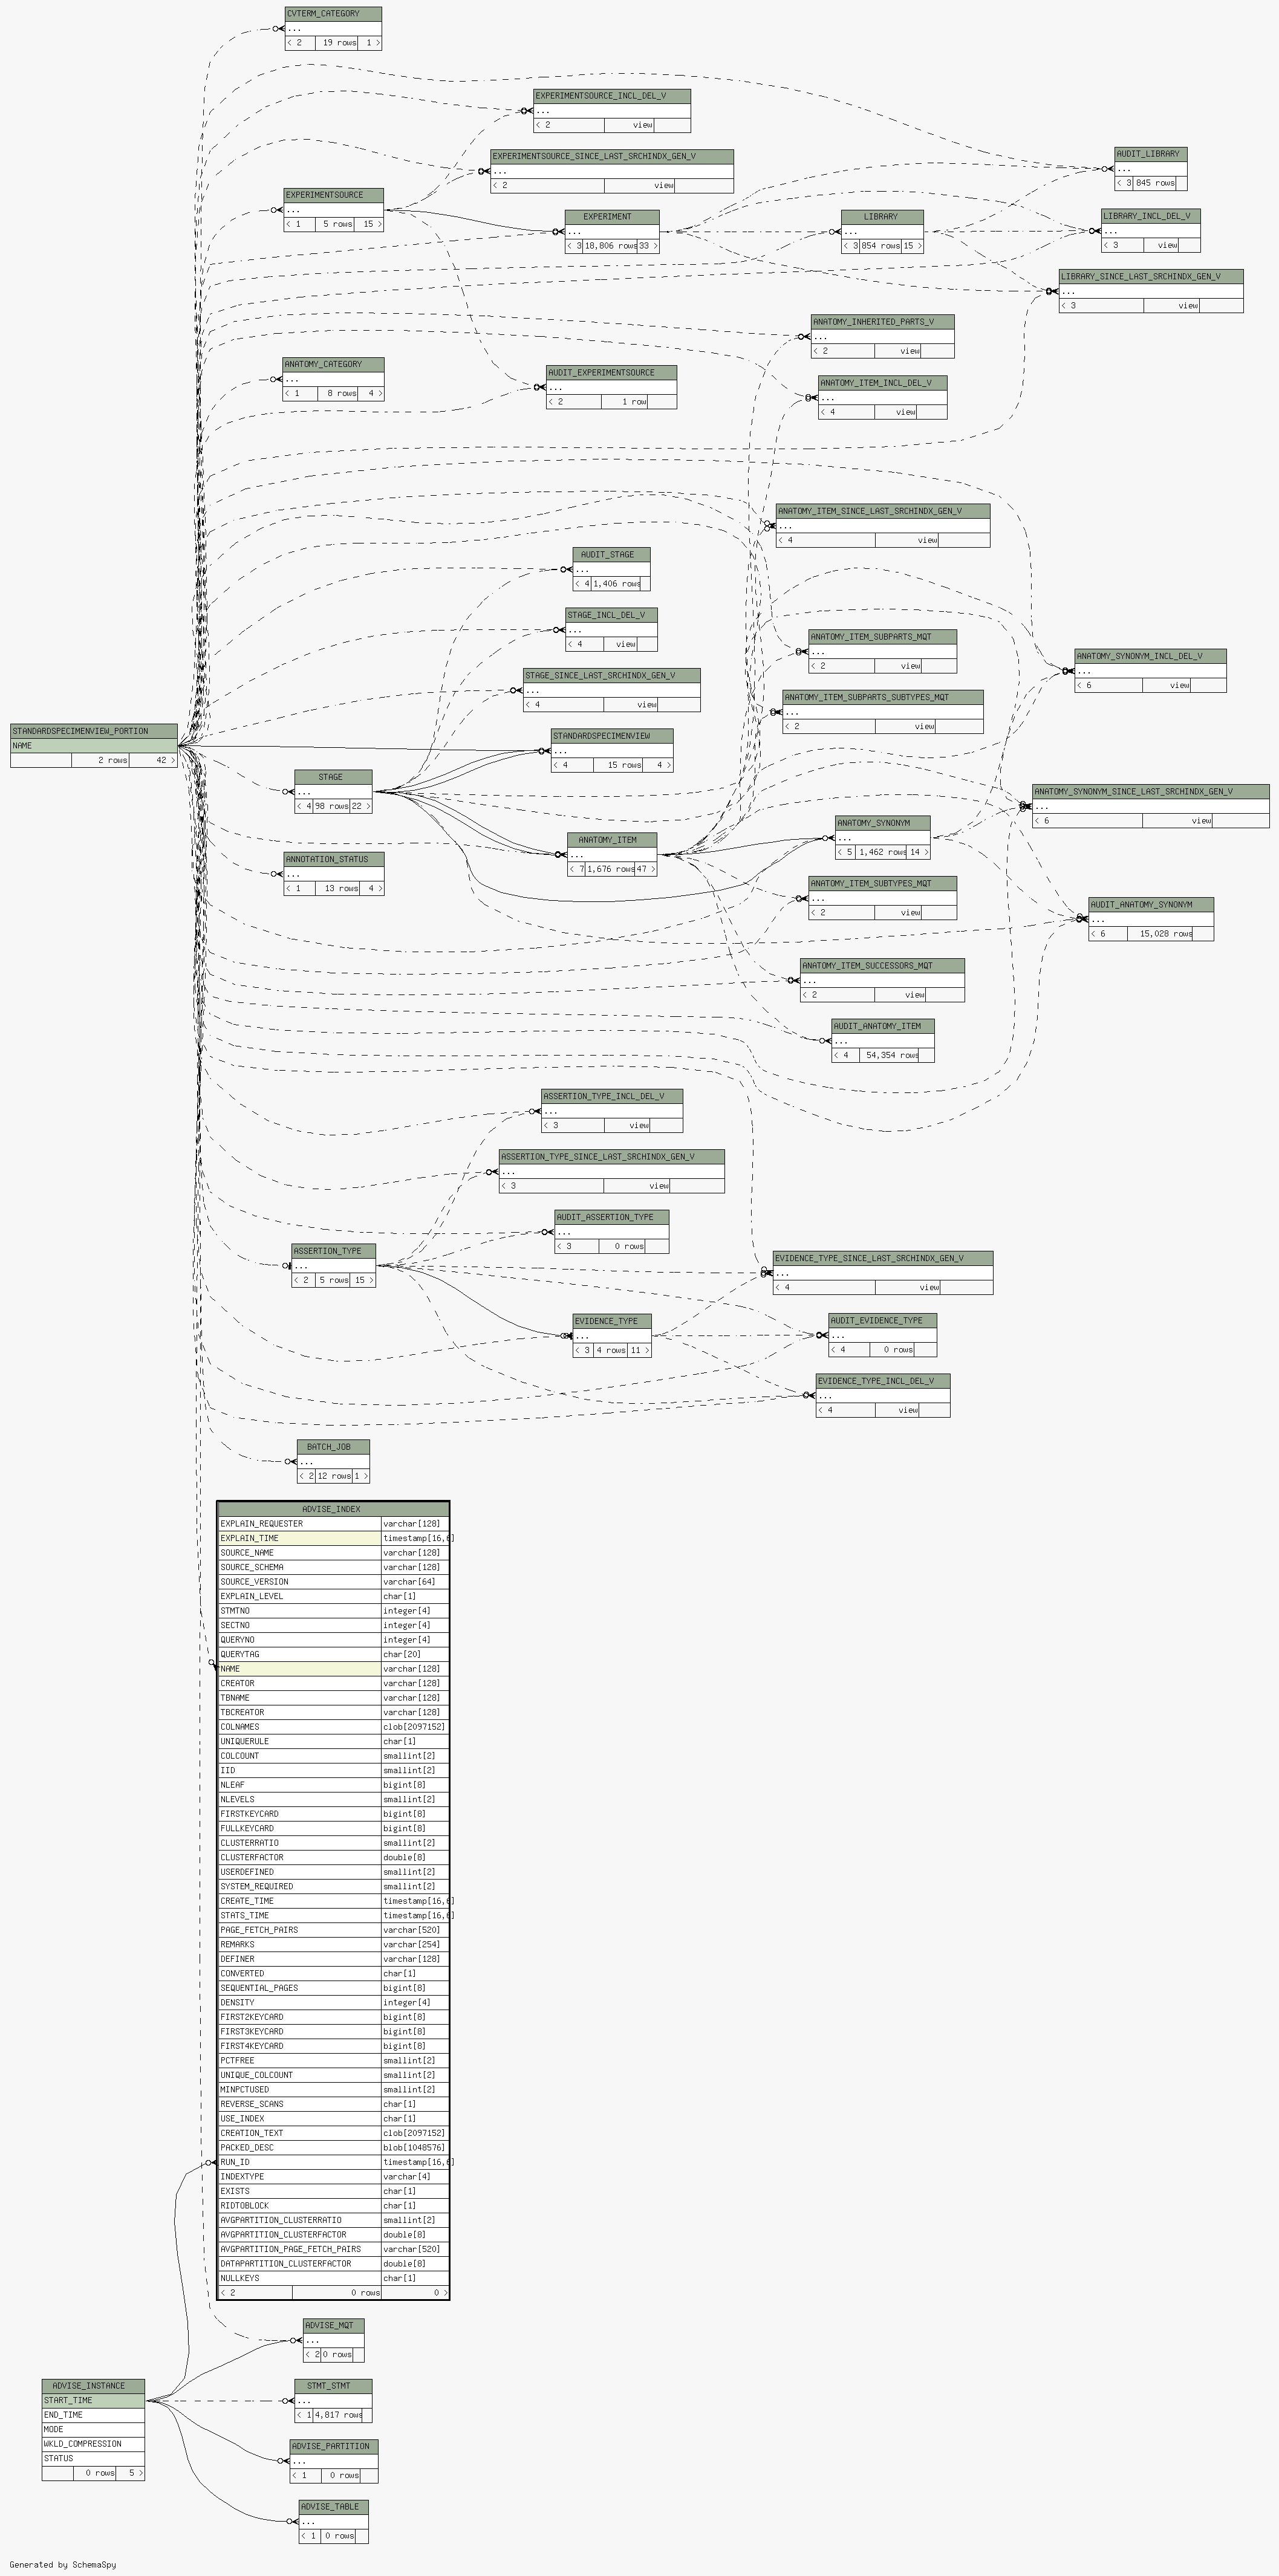 CVTERM_CATEGORY
...
< 2 19 rows 1 >
EXPERIMENTSOURCE_INCL_DEL_V
...
< 2 view
EXPERIMENTSOURCE_SINCE_LAST_SRCHINDX_GEN_V
...
< 2 view
AUDIT_LIBRARY
...
< 3 845 rows
EXPERIMENTSOURCE
...
< 1 5 rows 15 >
EXPERIMENT
...
< 3 18,806 rows 33 >
LIBRARY
...
< 3 854 rows 15 >
LIBRARY_INCL_DEL_V
...
< 3 view
LIBRARY_SINCE_LAST_SRCHINDX_GEN_V
...
< 3 view
ANATOMY_INHERITED_PARTS_V
...
< 2 view
ANATOMY_CATEGORY
...
< 1 8 rows 4 >
AUDIT_EXPERIMENTSOURCE
...
< 2 1 row
ANATOMY_ITEM_INCL_DEL_V
...
< 4 view
ANATOMY_ITEM_SINCE_LAST_SRCHINDX_GEN_V
...
< 4 view
AUDIT_STAGE
...
< 4 1,406 rows
STAGE_INCL_DEL_V
...
< 4 view
ANATOMY_ITEM_SUBPARTS_MQT
...
< 2 view
ANATOMY_SYNONYM_INCL_DEL_V
...
< 6 view
STAGE_SINCE_LAST_SRCHINDX_GEN_V
...
< 4 view
ANATOMY_ITEM_SUBPARTS_SUBTYPES_MQT
...
< 2 view
STANDARDSPECIMENVIEW_PORTION
NAME
2 rows 42 >
STANDARDSPECIMENVIEW
...
< 4 15 rows 4 >
STAGE
...
< 4 98 rows 22 >
ANATOMY_SYNONYM_SINCE_LAST_SRCHINDX_GEN_V
...
< 6 view
ANATOMY_ITEM
...
< 7 1,676 rows 47 >
ANATOMY_SYNONYM
...
< 5 1,462 rows 14 >
ANNOTATION_STATUS
...
< 1 13 rows 4 >
ANATOMY_ITEM_SUBTYPES_MQT
...
< 2 view
AUDIT_ANATOMY_SYNONYM
...
< 6 15,028 rows
ANATOMY_ITEM_SUCCESSORS_MQT
...
< 2 view
AUDIT_ANATOMY_ITEM
...
< 4 54,354 rows
ASSERTION_TYPE_INCL_DEL_V
...
< 3 view
ASSERTION_TYPE_SINCE_LAST_SRCHINDX_GEN_V
...
< 3 view
AUDIT_ASSERTION_TYPE
...
< 3 0 rows
ASSERTION_TYPE
...
< 2 5 rows 15 >
EVIDENCE_TYPE_SINCE_LAST_SRCHINDX_GEN_V
...
< 4 view
EVIDENCE_TYPE
...
< 3 4 rows 11 >
AUDIT_EVIDENCE_TYPE
...
< 4 0 rows
EVIDENCE_TYPE_INCL_DEL_V
...
< 4 view
BATCH_JOB
...
< 2 12 rows 1 >
ADVISE_INDEX
EXPLAIN_REQUESTER varchar[128]
EXPLAIN_TIME timestamp[16,6]
SOURCE_NAME varchar[128]
SOURCE_SCHEMA varchar[128]
SOURCE_VERSION varchar[64]
EXPLAIN_LEVEL char[1]
STMTNO integer[4]
SECTNO integer[4]
QUERYNO integer[4]
QUERYTAG char[20]
NAME varchar[128]
CREATOR varchar[128]
TBNAME varchar[128]
TBCREATOR varchar[128]
COLNAMES clob[2097152]
UNIQUERULE char[1]
COLCOUNT smallint[2]
IID smallint[2]
NLEAF bigint[8]
NLEVELS smallint[2]
FIRSTKEYCARD bigint[8]
FULLKEYCARD bigint[8]
CLUSTERRATIO smallint[2]
CLUSTERFACTOR double[8]
USERDEFINED smallint[2]
SYSTEM_REQUIRED smallint[2]
CREATE_TIME timestamp[16,6]
STATS_TIME timestamp[16,6]
PAGE_FETCH_PAIRS varchar[520]
REMARKS varchar[254]
DEFINER varchar[128]
CONVERTED char[1]
SEQUENTIAL_PAGES bigint[8]
DENSITY integer[4]
FIRST2KEYCARD bigint[8]
FIRST3KEYCARD bigint[8]
FIRST4KEYCARD bigint[8]
PCTFREE smallint[2]
UNIQUE_COLCOUNT smallint[2]
MINPCTUSED smallint[2]
REVERSE_SCANS char[1]
USE_INDEX char[1]
CREATION_TEXT clob[2097152]
PACKED_DESC blob[1048576]
RUN_ID timestamp[16,6]
INDEXTYPE varchar[4]
EXISTS char[1]
RIDTOBLOCK char[1]
AVGPARTITION_CLUSTERRATIO smallint[2]
AVGPARTITION_CLUSTERFACTOR double[8]
AVGPARTITION_PAGE_FETCH_PAIRS varchar[520]
DATAPARTITION_CLUSTERFACTOR double[8]
NULLKEYS char[1]
< 2 0 rows 0 >
ADVISE_MQT
...
< 2 0 rows
ADVISE_INSTANCE
START_TIME
END_TIME
MODE
WKLD_COMPRESSION
STATUS
0 rows 5 >
STMT_STMT
...
< 1 4,817 rows
ADVISE_PARTITION
...
< 1 0 rows
ADVISE_TABLE
...
< 1 0 rows
Generated by SchemaSpy